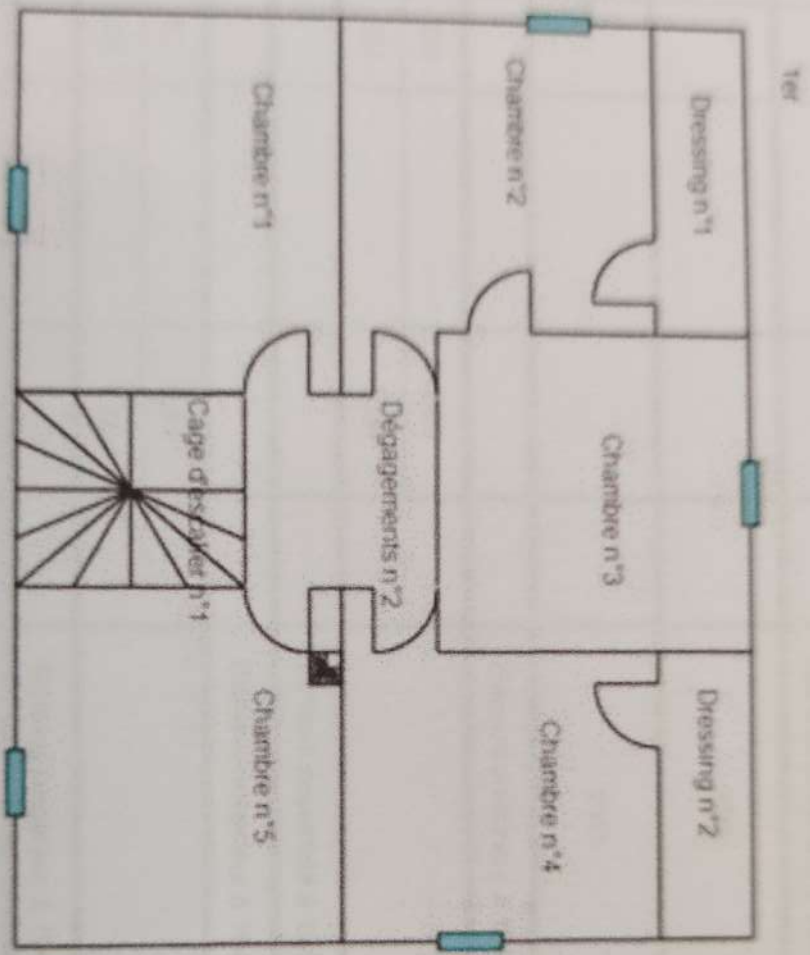 1er
Dressing n°1
Dressing n°2
Chambre n°2
Chambre n°3
Chambre n°4
Dégagements n°2
Chambre n°1
Cage d'escalier n°1
Chambre n°5